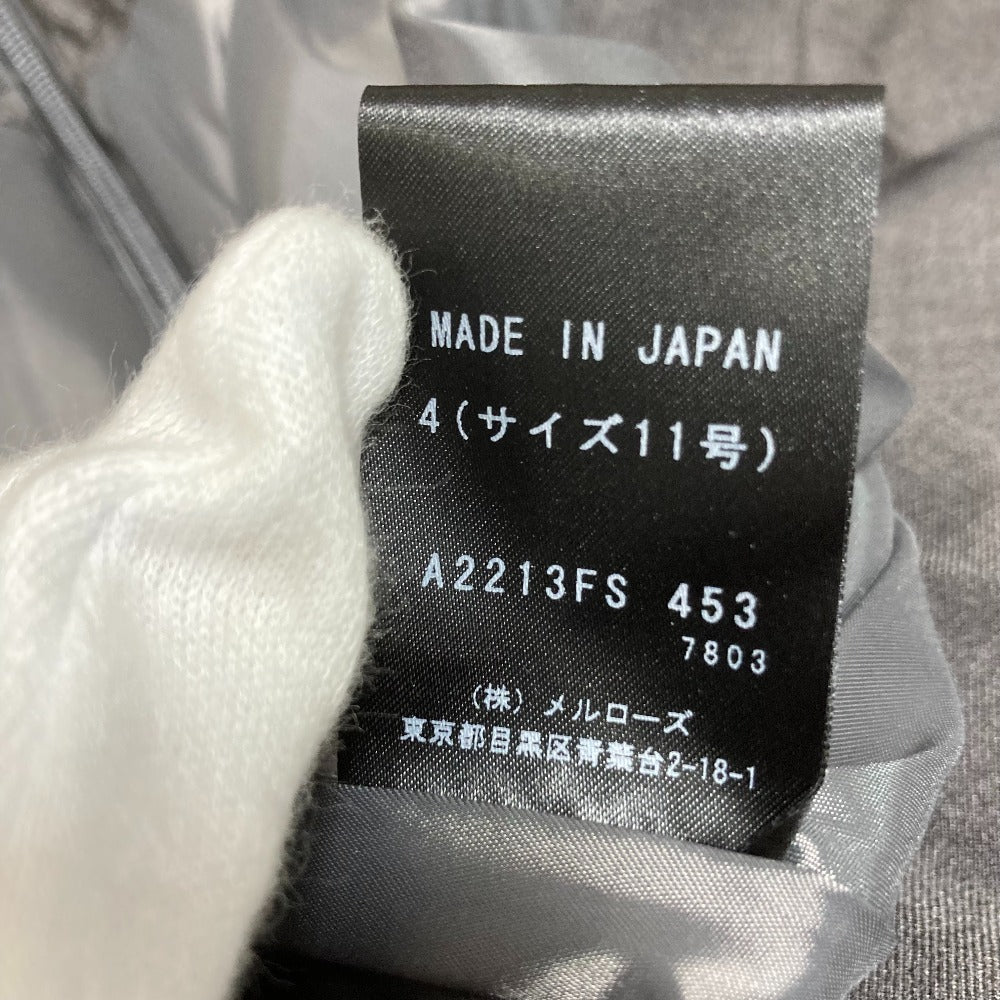 MADE IN JAPAN
4(サイズ11号)
A2213FS 453
7803
(株) メルローズ
東京都目黒区青葉台2-18-1